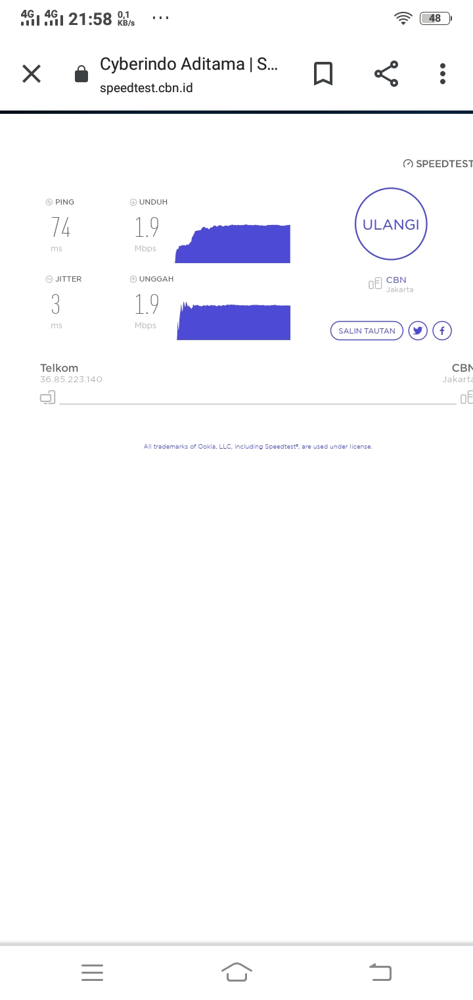 4G 4G 21:58 0,1 KB/s ... 48
Cyberindo Aditama | S...
speedtest.cbn.id
SPEEDTEST
PING
74
ms
UNDUH
1.9
Mbps
ULANGI
JITTER
3
ms
UNGGAH
1.9
Mbps
CBN
Jakarta
SALIN TAUTAN
Telkom
36.85.223.140
CBN
Jakarta
All trademarks of Ookla, LLC, including Speedtest®, are used under license.